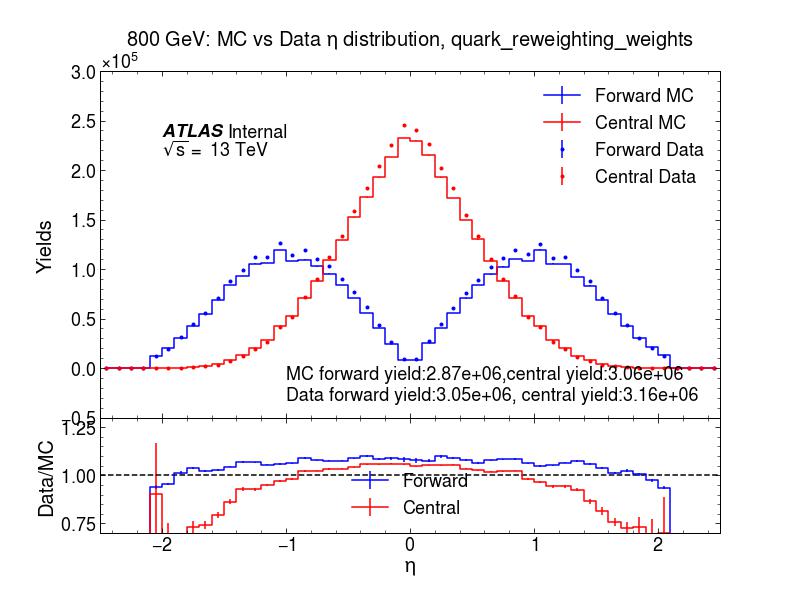 800 GeV: MC vs Data η distribution, quark_reweighting_weights
×10⁵
3.0
2.5
2.0
1.5
1.0
0.5
0.0
0.5
Yields
ATLAS Internal
√s = 13 TeV
Forward MC
Central MC
Forward Data
Central Data
MC forward yield:2.87e+06,central yield:3.06e+06
Data forward yield:3.05e+06, central yield:3.16e+06
1.25
1.00
0.75
Data/MC
Forward
Central
−2
−1
0
1
2
η